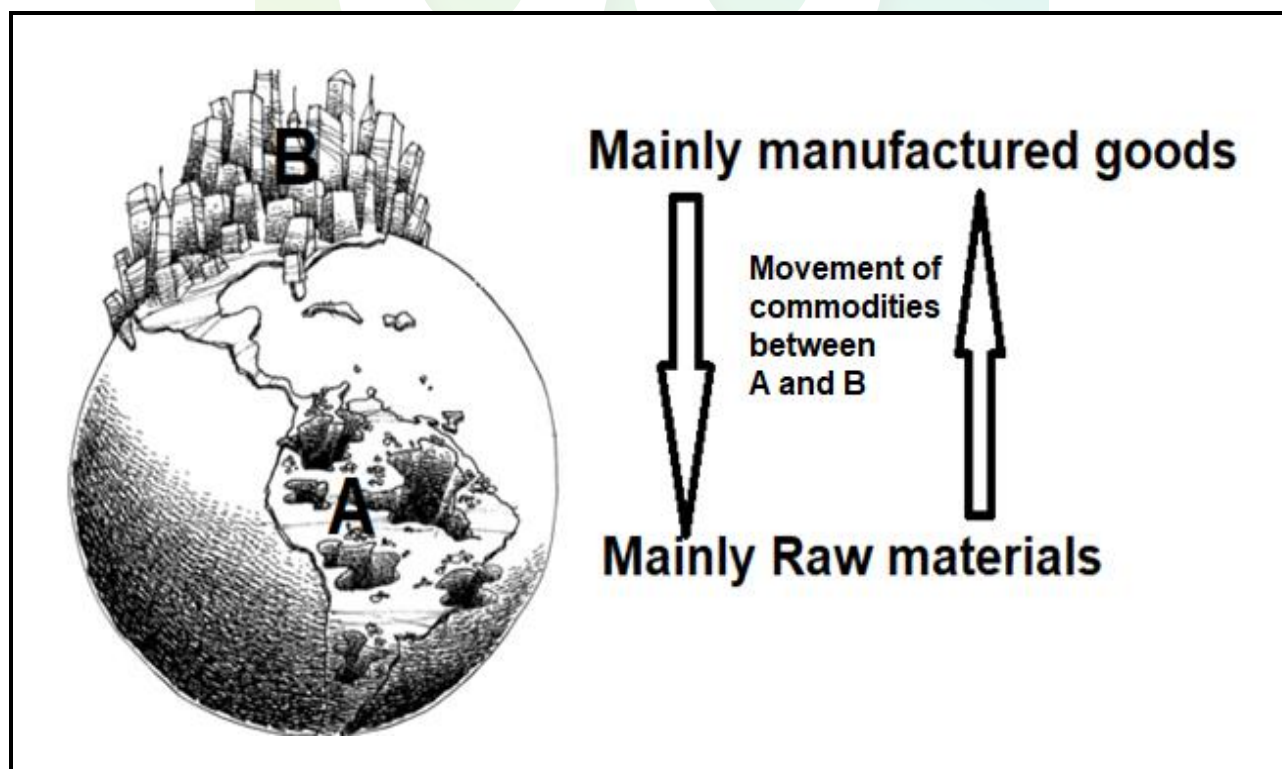 B
Mainly manufactured goods
Movement of
commodities
between
A and B
A
Mainly Raw materials